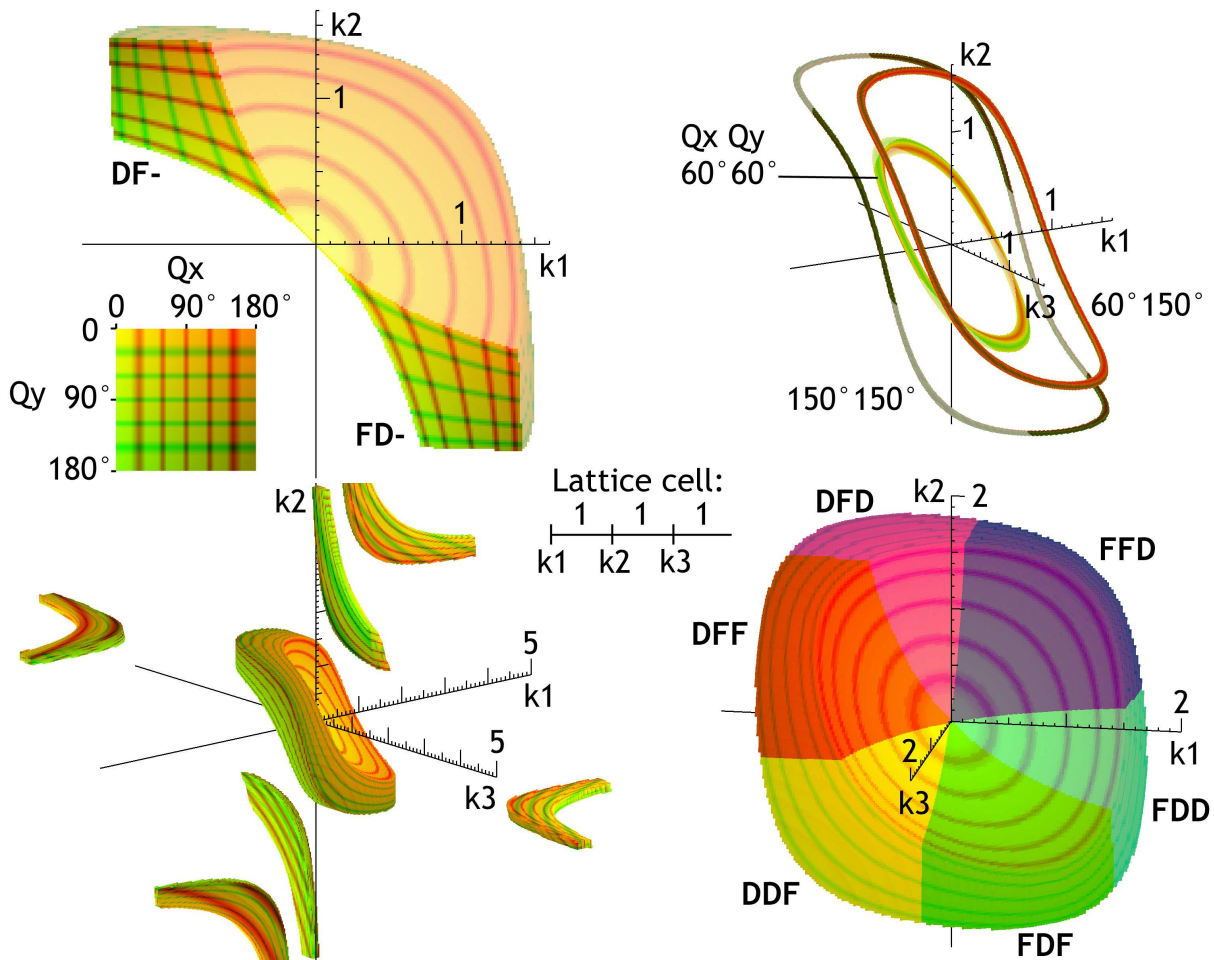 k2
1
DF-
1
k1
Qx
0 90° 180°
0
Qy 90°
180°
FD-
k2
1
Qx Qy
60°60°
1
k1
1
k3
60°150°
150°150°
Lattice cell:
1 1 1
k1 k2 k3
k2
5
k1
5
k3
k2 2
DFD
FFD
DFF
2
k1
2
k3
FDD
DDF
FDF